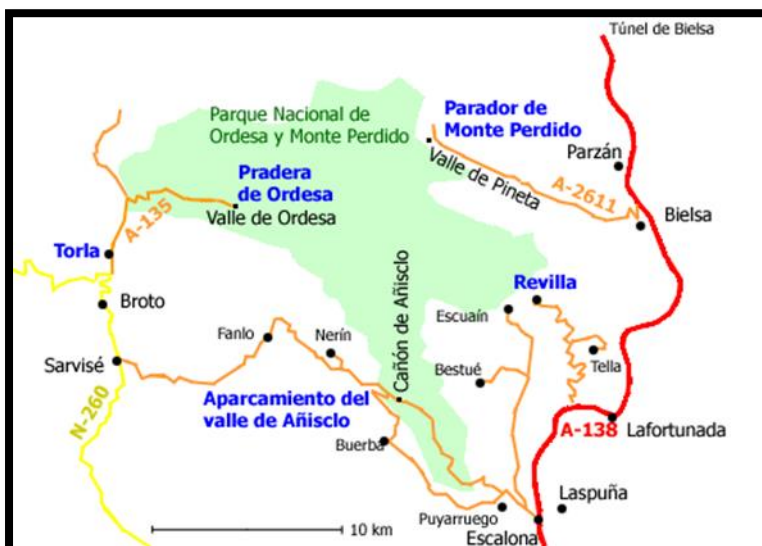 Túnel de Bielsa
Parque Nacional de
Ordesa y Monte Perdido
Parador de
Monte Perdido
Parzán
Valle de Pineta
A-2611
Bielsa
Pradera
de Ordesa
Valle de Ordesa
A-135
Torla
Broto
Revilla
Escuaín
Cañón de Añisclo
Fanlo
Nerín
Sarvisé
Bestué
Tella
Aparcamiento del
valle de Añisclo
N-260
Buerba
A-138
Lafortunada
Laspuña
Puyarruego
Escalona
10 km